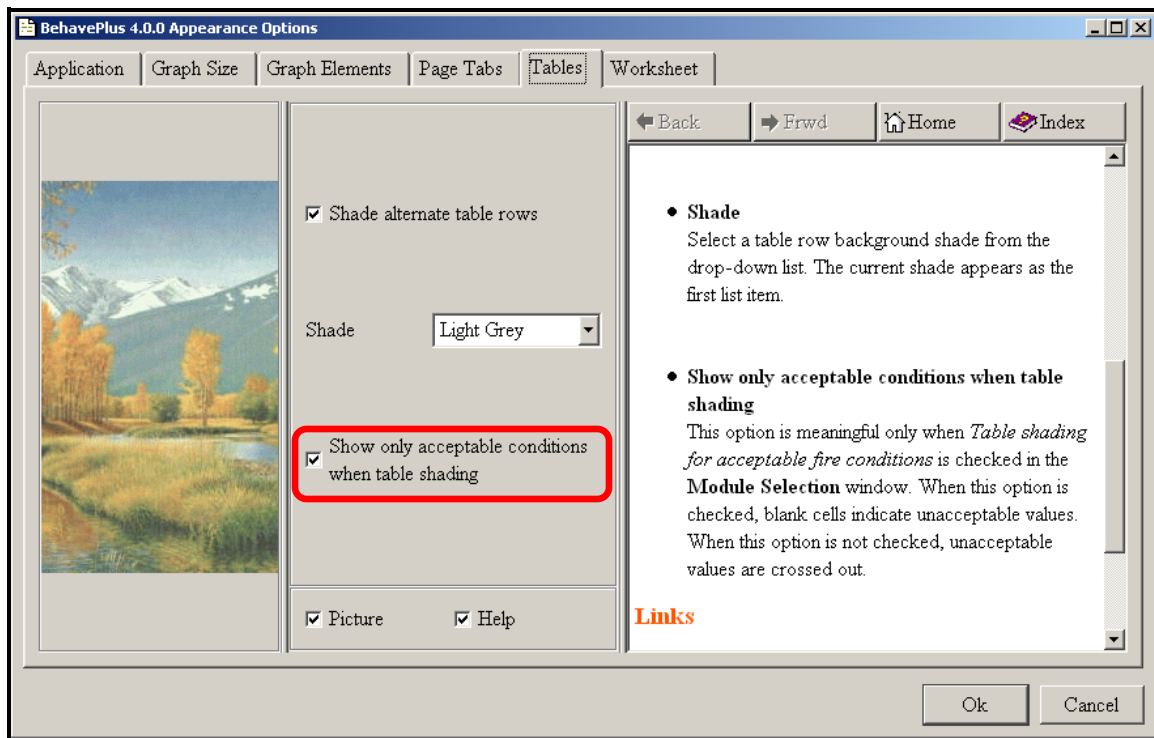 BehavePlus 4.0.0 Appearance Options
Application Graph Size Graph Elements Page Tabs Tables Worksheet
Shade alternate table rows
Shade Light Grey
Show only acceptable conditions
when table shading
Picture Help
Back Frwd Home Index
• Shade
Select a table row background shade from the
drop-down list. The current shade appears as the
first list item.
• Show only acceptable conditions when table
shading
This option is meaningful only when Table shading
for acceptable fire conditions is checked in the
Module Selection window. When this option is
checked, blank cells indicate unacceptable values.
When this option is not checked, unacceptable
values are crossed out.
Links
Ok Cancel